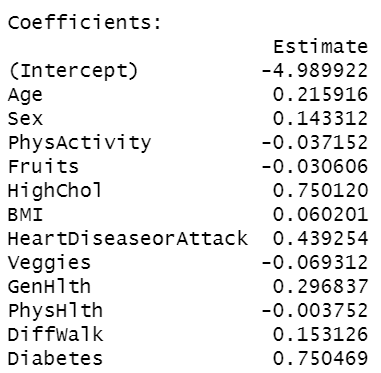 Coefficients:
Estimate
(Intercept) -4.989922
Age 0.215916
Sex 0.143312
PhysActivity -0.037152
Fruits -0.030606
HighChol 0.750120
BMI 0.060201
HeartDiseaseorAttack 0.439254
Veggies -0.069312
GenHlth 0.296837
PhysHlth -0.003752
DiffWalk 0.153126
Diabetes 0.750469